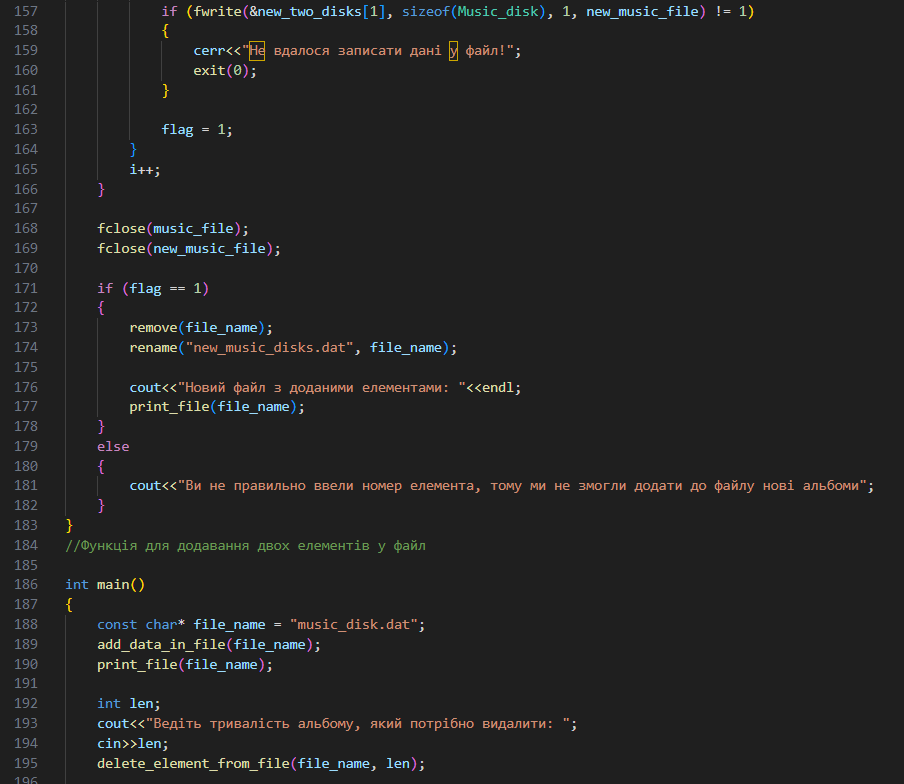 157             if (fwrite(&new_two_disks[1], sizeof(Music_disk), 1, new_music_file) != 1)
158             {
159                 cerr<<"Не вдалося записати дані у файл!";
160                 exit(0);
161             }
162
163             flag = 1;
164         }
165         i++;
166     }
167
168     fclose(music_file);
169     fclose(new_music_file);
170
171     if (flag == 1)
172     {
173         remove(file_name);
174         rename("new_music_disks.dat", file_name);
175
176         cout<<"Новий файл з доданими елементами: "<<endl;
177         print_file(file_name);
178     }
179     else
180     {
181         cout<<"Ви не правильно ввели номер елемента, тому ми не змогли додати до файлу нові альбоми";
182     }
183 }
184 //Функція для додавання двох елементів у файл
185
186 int main()
187 {
188     const char* file_name = "music_disk.dat";
189     add_data_in_file(file_name);
190     print_file(file_name);
191
192     int len;
193     cout<<"Ведіть тривалість альбому, який потрібно видалити: ";
194     cin>>len;
195     delete_element_from_file(file_name, len);
196